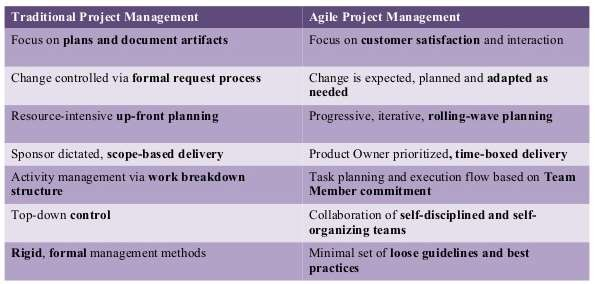 Traditional Project Management
Agile Project Management
Focus on plans and document artifacts
Focus on customer satisfaction and interaction
Change controlled via formal request process
Change is expected, planned and adapted as
needed
Resource-intensive up-front planning
Progressive, iterative, rolling-wave planning
Sponsor dictated, scope-based delivery
Product Owner prioritized, time-boxed delivery
Activity management via work breakdown
structure
Task planning and execution flow based on Team
Member commitment
Top-down control
Collaboration of self-disciplined and self-
organizing teams
Rigid, formal management methods
Minimal set of loose guidelines and best
practices